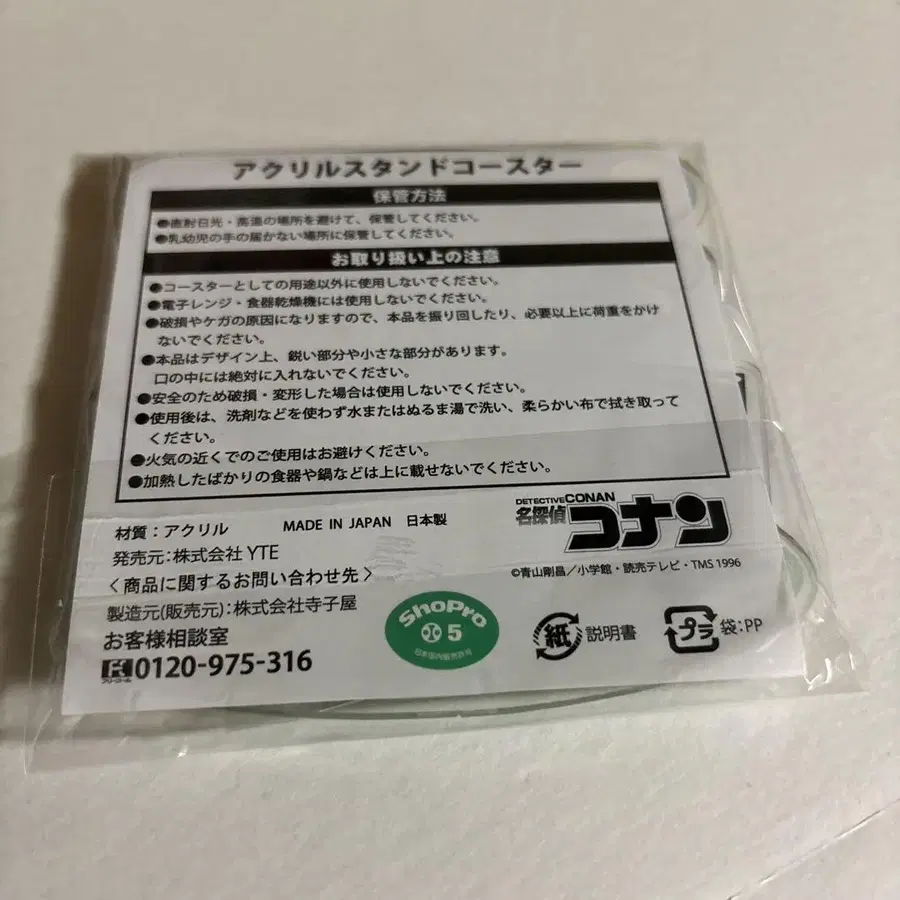 アクリルスタンドコースター
保管方法
●直射日光・高温の場所を避けて、保管してください。
●乳幼児の手の届かない場所に保管してください。
お取り扱い上の注意
●コースターとしての用途以外に使用しないでください。
●電子レンジ・食器乾燥機には使用しないでください。
●破損やケガの原因になりますので、本品を振り回したり、必要以上に荷重をかけ
ないでください。
●本品はデザイン上、鋭い部分や小さな部分があります。
口の中には絶対に入れないでください。
●安全のため破損・変形した場合は使用しないでください。
●使用後は、洗剤などを使わず水またはぬるま湯で洗い、柔らかい布で拭き取って
ください。
●火気の近くでのご使用はお避けください。
●加熱したばかりの食器や鍋などは上に載せないでください。
材質：アクリル MADE IN JAPAN 日本製
発売元：株式会社 YTE
〈商品に関するお問い合わせ先〉
製造元(販売元)：株式会社寺子屋
お客様相談室
フリーコール 0120-975-316
DETECTIVE CONAN
名探偵コナン
©青山剛昌／小学館・読売テレビ・TMS 1996
ShoPro
5
日本国内販売許可
紙 説明書
プラ 袋：PP